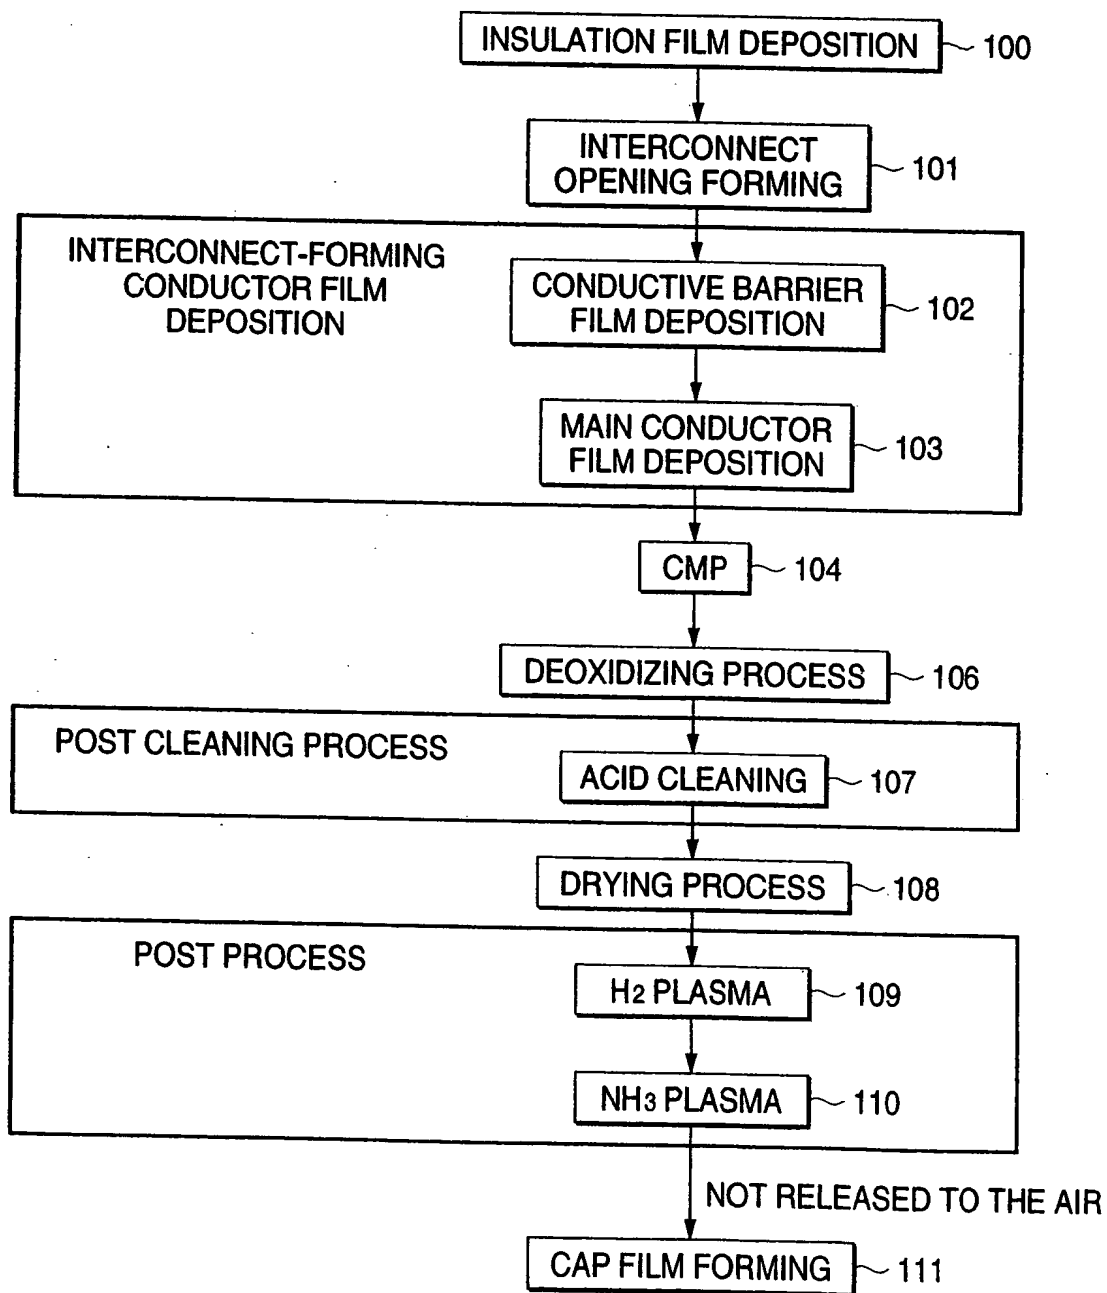 INSULATION FILM DEPOSITION
100
INTERCONNECT
OPENING FORMING
101
INTERCONNECT-FORMING
CONDUCTOR FILM
DEPOSITION
CONDUCTIVE BARRIER
FILM DEPOSITION
102
MAIN CONDUCTOR
FILM DEPOSITION
103
CMP
104
DEOXIDIZING PROCESS
106
POST CLEANING PROCESS
ACID CLEANING
107
DRYING PROCESS
108
POST PROCESS
H2 PLASMA
109
NH3 PLASMA
110
NOT RELEASED TO THE AIR
CAP FILM FORMING
111